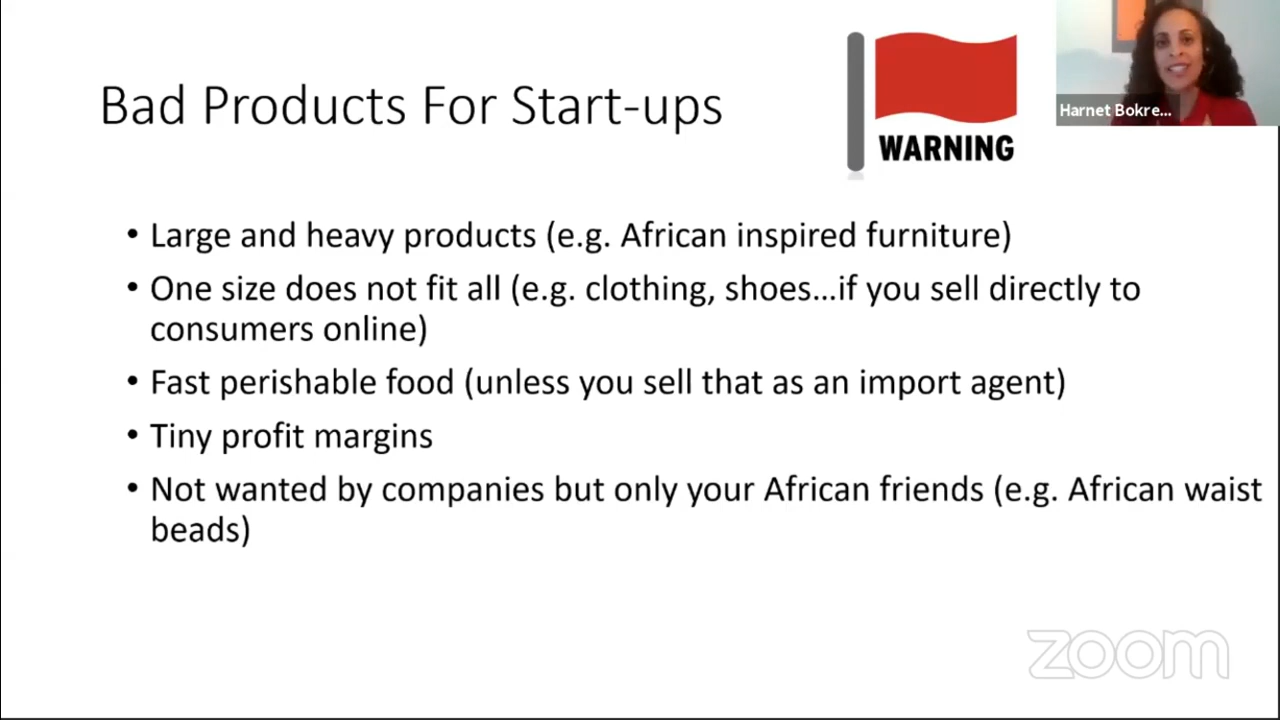 Bad Products For Start-ups
WARNING
Harnet Bokre...
• Large and heavy products (e.g. African inspired furniture)
• One size does not fit all (e.g. clothing, shoes...if you sell directly to
consumers online)
• Fast perishable food (unless you sell that as an import agent)
• Tiny profit margins
• Not wanted by companies but only your African friends (e.g. African waist
beads)
zoom